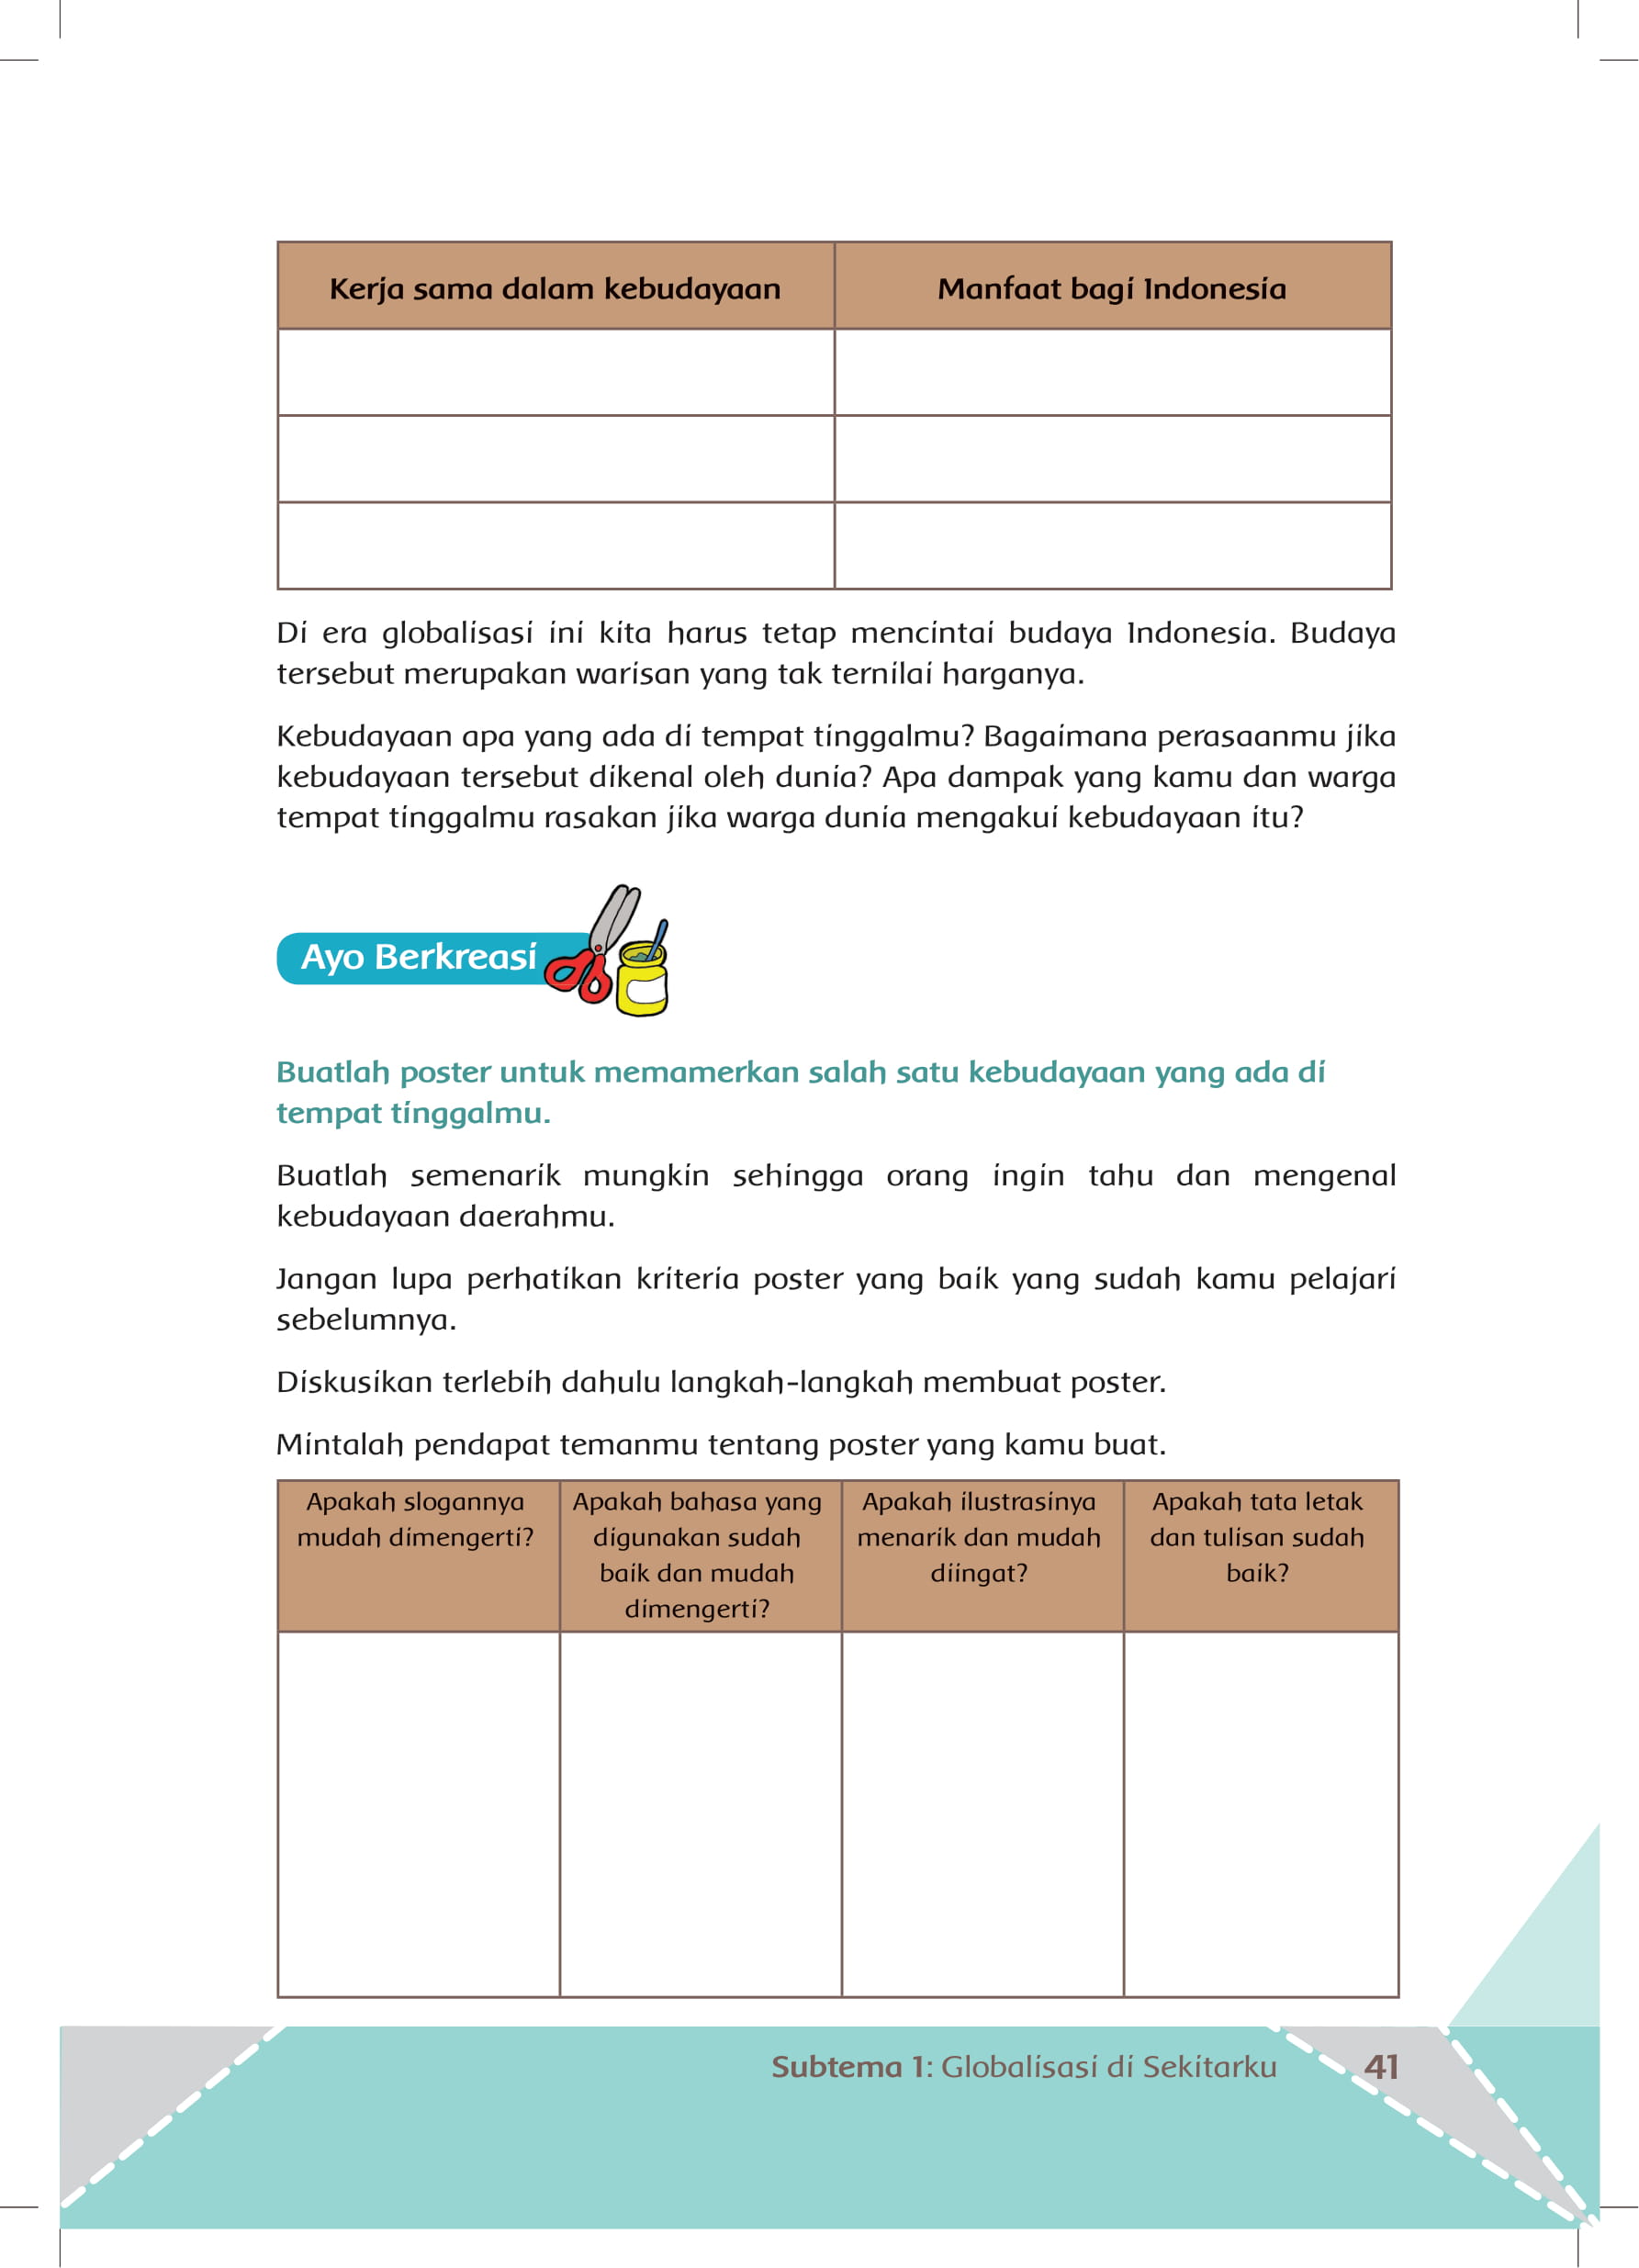 Kerja sama dalam kebudayaan
Manfaat bagi Indonesia
Di era globalisasi ini kita harus tetap mencintai budaya Indonesia. Budaya
tersebut merupakan warisan yang tak ternilai harganya.
Kebudayaan apa yang ada di tempat tinggalmu? Bagaimana perasaanmu jika
kebudayaan tersebut dikenal oleh dunia? Apa dampak yang kamu dan warga
tempat tinggalmu rasakan jika warga dunia mengakui kebudayaan itu?
Ayo Berkreasi
Buatlah poster untuk memamerkan salah satu kebudayaan yang ada di
tempat tinggalmu.
Buatlah semenarik mungkin sehingga orang ingin tahu dan mengenal
kebudayaan daerahmu.
Jangan lupa perhatikan kriteria poster yang baik yang sudah kamu pelajari
sebelumnya.
Diskusikan terlebih dahulu langkah-langkah membuat poster.
Mintalah pendapat temanmu tentang poster yang kamu buat.
Apakah slogannya
mudah dimengerti?
Apakah bahasa yang
digunakan sudah
baik dan mudah
dimengerti?
Apakah ilustrasinya
menarik dan mudah
diingat?
Apakah tata letak
dan tulisan sudah
baik?
Subtema 1: Globalisasi di Sekitarku 41